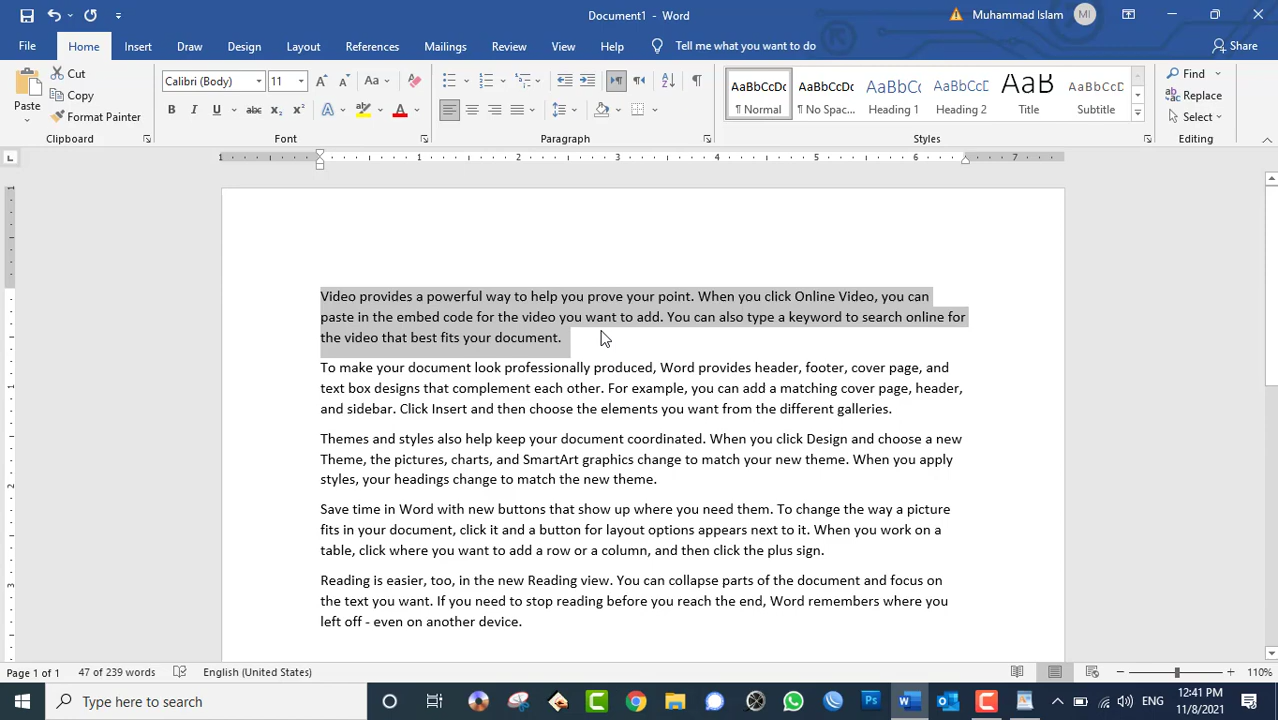 Document1 - Word
Muhammad Islam
MI
File Home Insert Draw Design Layout References Mailings Review View Help Tell me what you want to do
Share
Paste
Cut
Copy
Format Painter
Clipboard
Calibri (Body) 11
Font
Paragraph
AaBbCcDc AaBbCcDc AaBbCc AaBbCcD AaB AaBbCcD
¶ Normal ¶ No Spac... Heading 1 Heading 2 Title Subtitle
Styles
Find
Replace
Select
Editing
1 1 2 3 4 5 6 7
Video provides a powerful way to help you prove your point. When you click Online Video, you can
paste in the embed code for the video you want to add. You can also type a keyword to search online for
the video that best fits your document.
To make your document look professionally produced, Word provides header, footer, cover page, and
text box designs that complement each other. For example, you can add a matching cover page, header,
and sidebar. Click Insert and then choose the elements you want from the different galleries.
Themes and styles also help keep your document coordinated. When you click Design and choose a new
Theme, the pictures, charts, and SmartArt graphics change to match your new theme. When you apply
styles, your headings change to match the new theme.
Save time in Word with new buttons that show up where you need them. To change the way a picture
fits in your document, click it and a button for layout options appears next to it. When you work on a
table, click where you want to add a row or a column, and then click the plus sign.
Reading is easier, too, in the new Reading view. You can collapse parts of the document and focus on
the text you want. If you need to stop reading before you reach the end, Word remembers where you
left off - even on another device.
Page 1 of 1 47 of 239 words English (United States) 110%
Type here to search
ENG
12:41 PM
11/8/2021